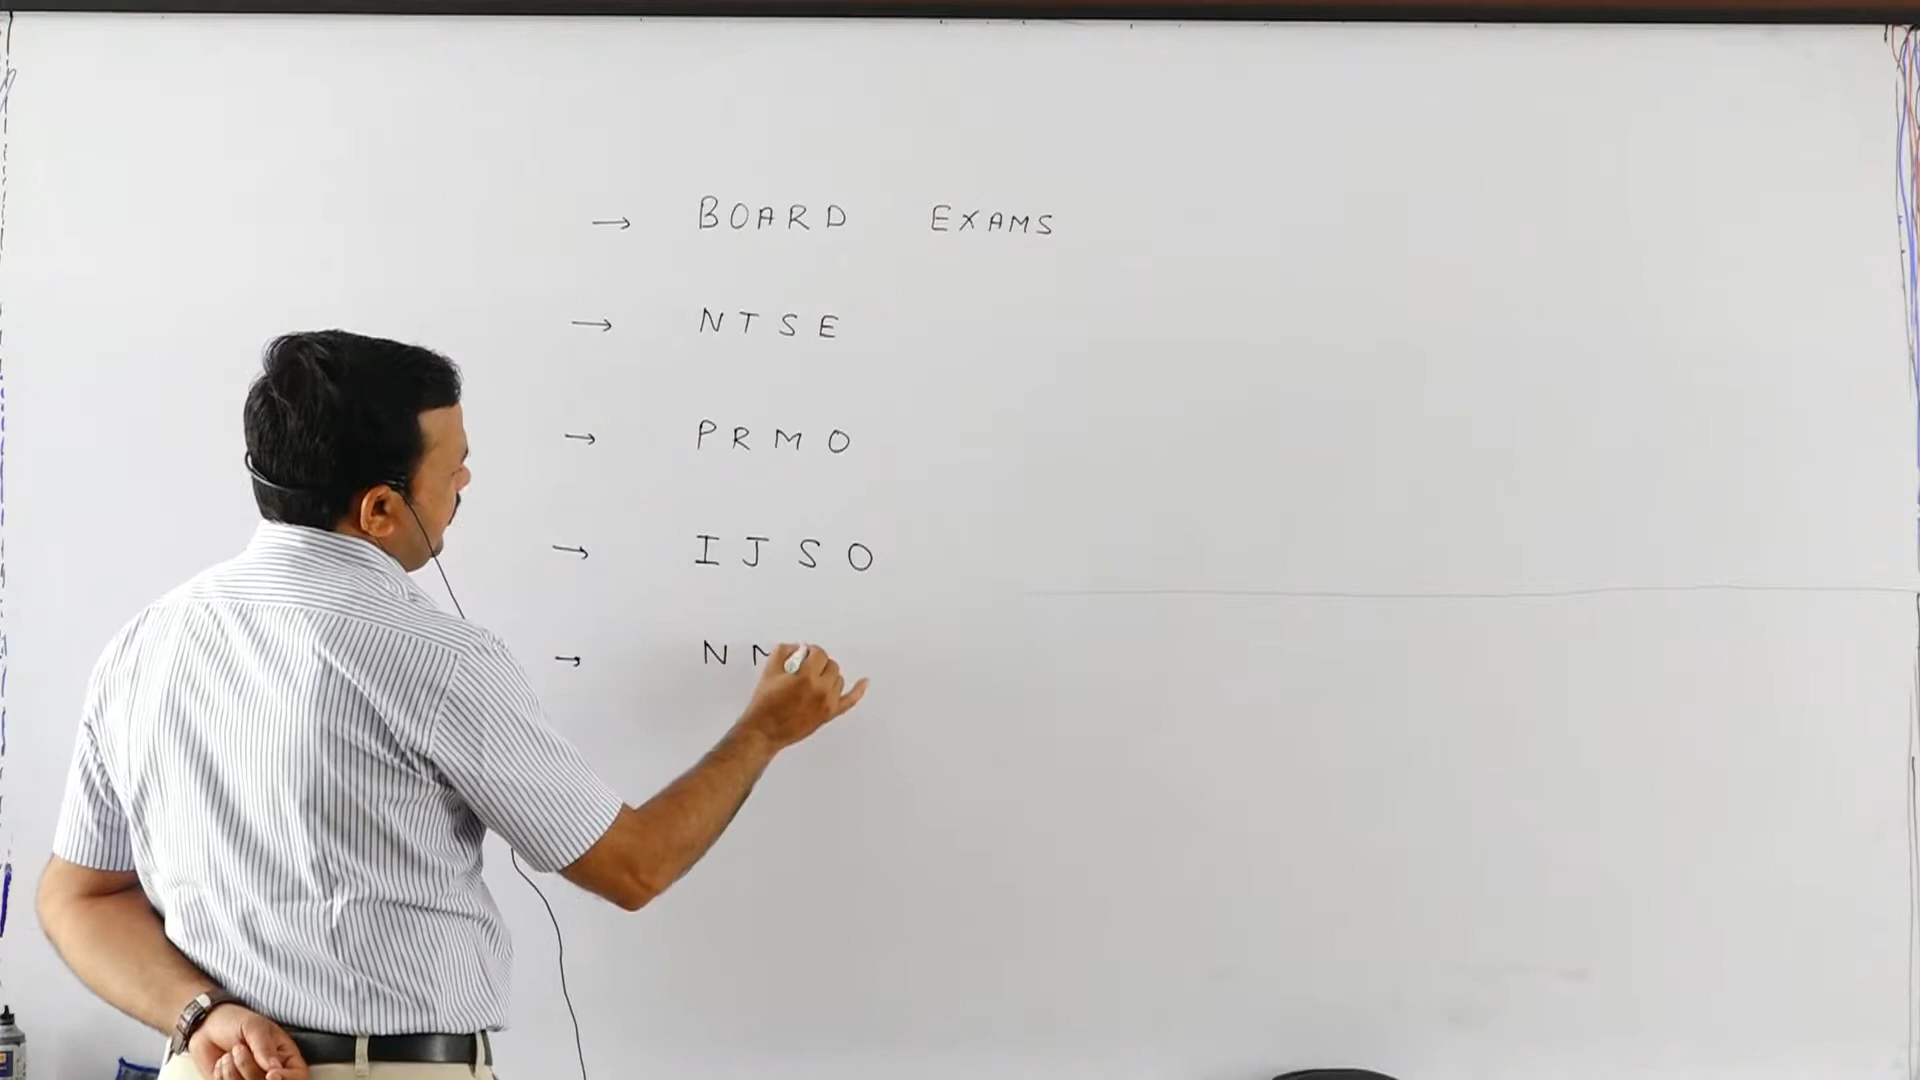 → BOARD EXAMS
→ NTSE
→ PRMO
→ IJSO
→ N